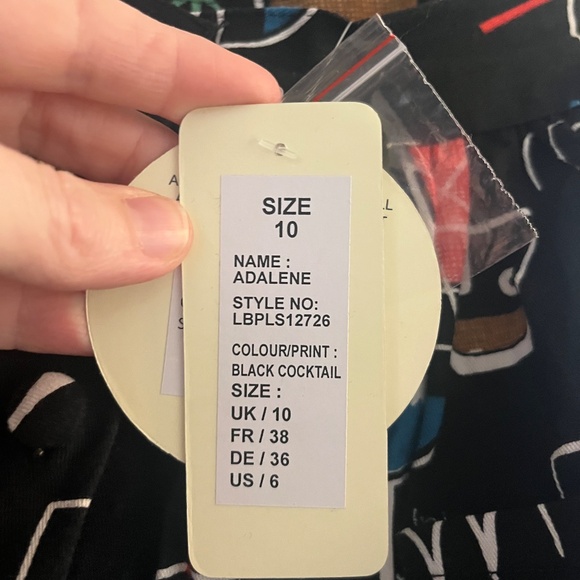 SIZE
10
NAME :
ADALENE
STYLE NO:
LBPLS12726
COLOUR/PRINT :
BLACK COCKTAIL
SIZE :
UK / 10
FR / 38
DE / 36
US / 6